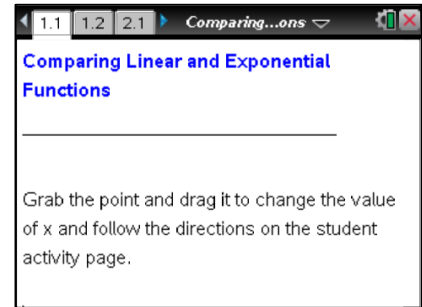 1.1 1.2 2.1 Comparing...ons
Comparing Linear and Exponential
Functions
Grab the point and drag it to change the value
of x and follow the directions on the student
activity page.